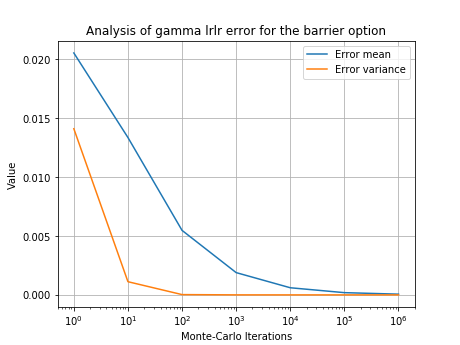 Analysis of gamma lrlr error for the barrier option
Error mean
Error variance
0.020
0.015
0.010
0.005
0.000
Value
10⁰ 10¹ 10² 10³ 10⁴ 10⁵ 10⁶
Monte-Carlo Iterations